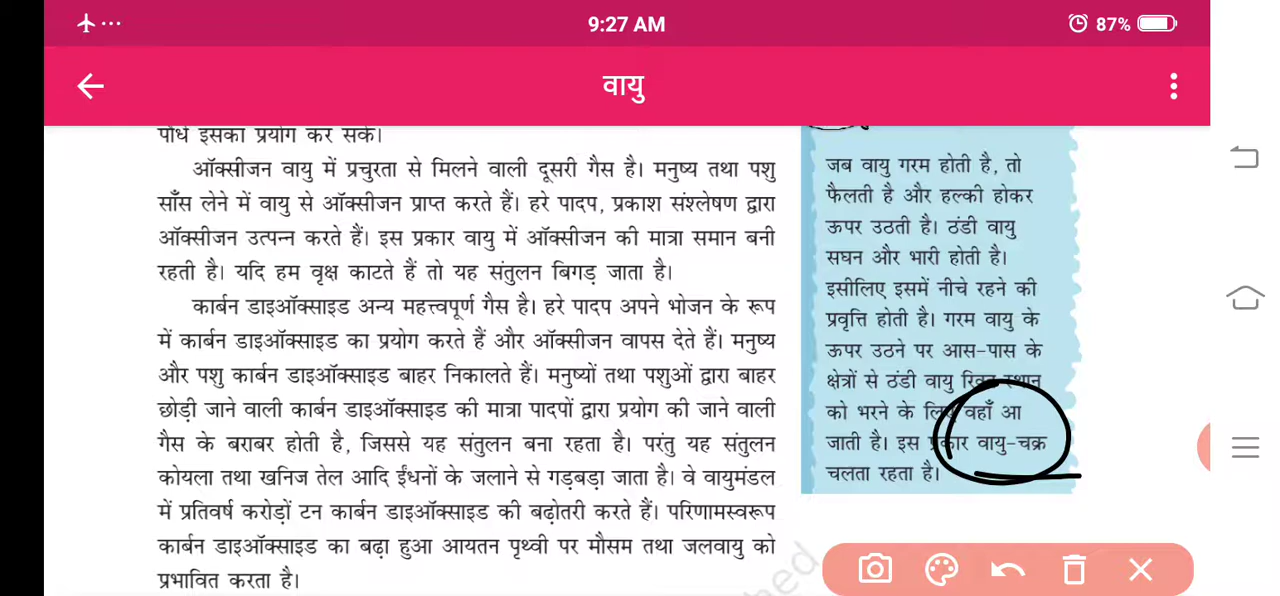 9:27 AM
87%
वायु
पौधे इसका प्रयोग कर सकें।
ऑक्सीजन वायु में प्रचुरता से मिलने वाली दूसरी गैस है। मनुष्य तथा पशु
साँस लेने में वायु से ऑक्सीजन प्राप्त करते हैं। हरे पादप, प्रकाश संश्लेषण द्वारा
ऑक्सीजन उत्पन्न करते हैं। इस प्रकार वायु में ऑक्सीजन की मात्रा समान बनी
रहती है। यदि हम वृक्ष काटते हैं तो यह संतुलन बिगड़ जाता है।
कार्बन डाइऑक्साइड अन्य महत्त्वपूर्ण गैस है। हरे पादप अपने भोजन के रूप
में कार्बन डाइऑक्साइड का प्रयोग करते हैं और ऑक्सीजन वापस देते हैं। मनुष्य
और पशु कार्बन डाइऑक्साइड बाहर निकालते हैं। मनुष्यों तथा पशुओं द्वारा बाहर
छोड़ी जाने वाली कार्बन डाइऑक्साइड की मात्रा पादपों द्वारा प्रयोग की जाने वाली
गैस के बराबर होती है, जिससे यह संतुलन बना रहता है। परंतु यह संतुलन
कोयला तथा खनिज तेल आदि ईंधनों के जलाने से गड़बड़ा जाता है। वे वायुमंडल
में प्रतिवर्ष करोड़ों टन कार्बन डाइऑक्साइड की बढ़ोतरी करते हैं। परिणामस्वरूप
कार्बन डाइऑक्साइड का बढ़ा हुआ आयतन पृथ्वी पर मौसम तथा जलवायु को
प्रभावित करता है।
जब वायु गरम होती है, तो
फैलती है और हल्की होकर
ऊपर उठती है। ठंडी वायु
सघन और भारी होती है।
इसीलिए इसमें नीचे रहने की
प्रवृत्ति होती है। गरम वायु के
ऊपर उठने पर आस-पास के
क्षेत्रों से ठंडी वायु रिक्त स्थान
को भरने के लिए वहाँ आ
जाती है। इस प्रकार वायु-चक्र
चलता रहता है।